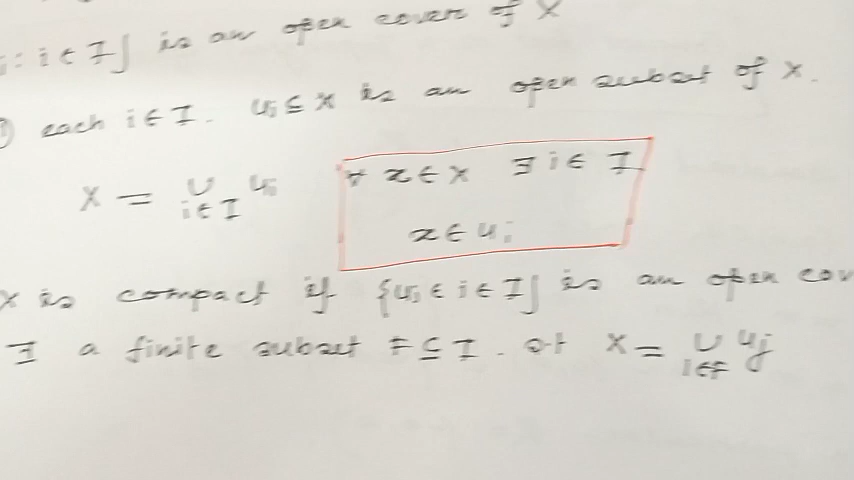 : i ∈ I} is an open cover of X
each i ∈ I. Ui ⊆ X is an open subset of X.
X = ∪ i∈I Ui ∀ x ∈ X ∃ i ∈ I
x ∈ Ui
X is compact if {Ui ∈ i ∈ I} is an open cov
∃ a finite subset F ⊆ I. st X = ∪ i∈F Uj